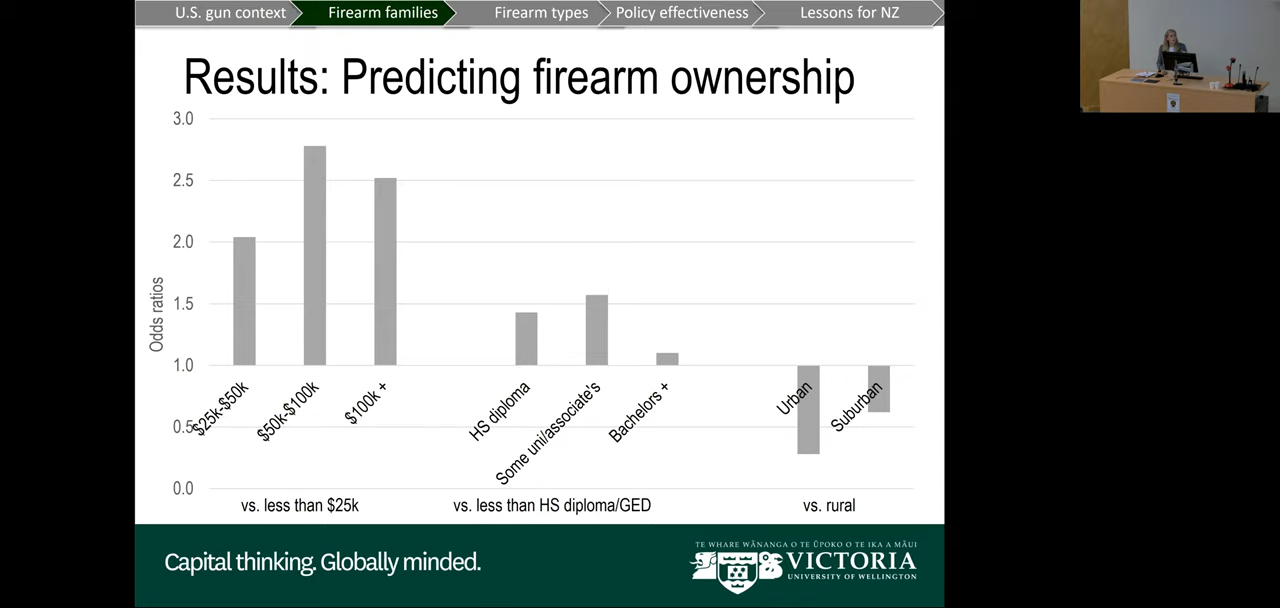 U.S. gun context
Firearm families
Firearm types
Policy effectiveness
Lessons for NZ
Results: Predicting firearm ownership
Odds ratios
3.0
2.5
2.0
1.5
1.0
0.5
0.0
$25k-$50k
$50k-$100k
$100k +
HS diploma
Some uni/associate's
Bachelors +
Urban
Suburban
vs. less than $25k
vs. less than HS diploma/GED
vs. rural
Capital thinking. Globally minded.
TE WHARE WĀNANGA O TE ŪPOKO O TE IKA A MĀUI
VICTORIA
UNIVERSITY OF WELLINGTON